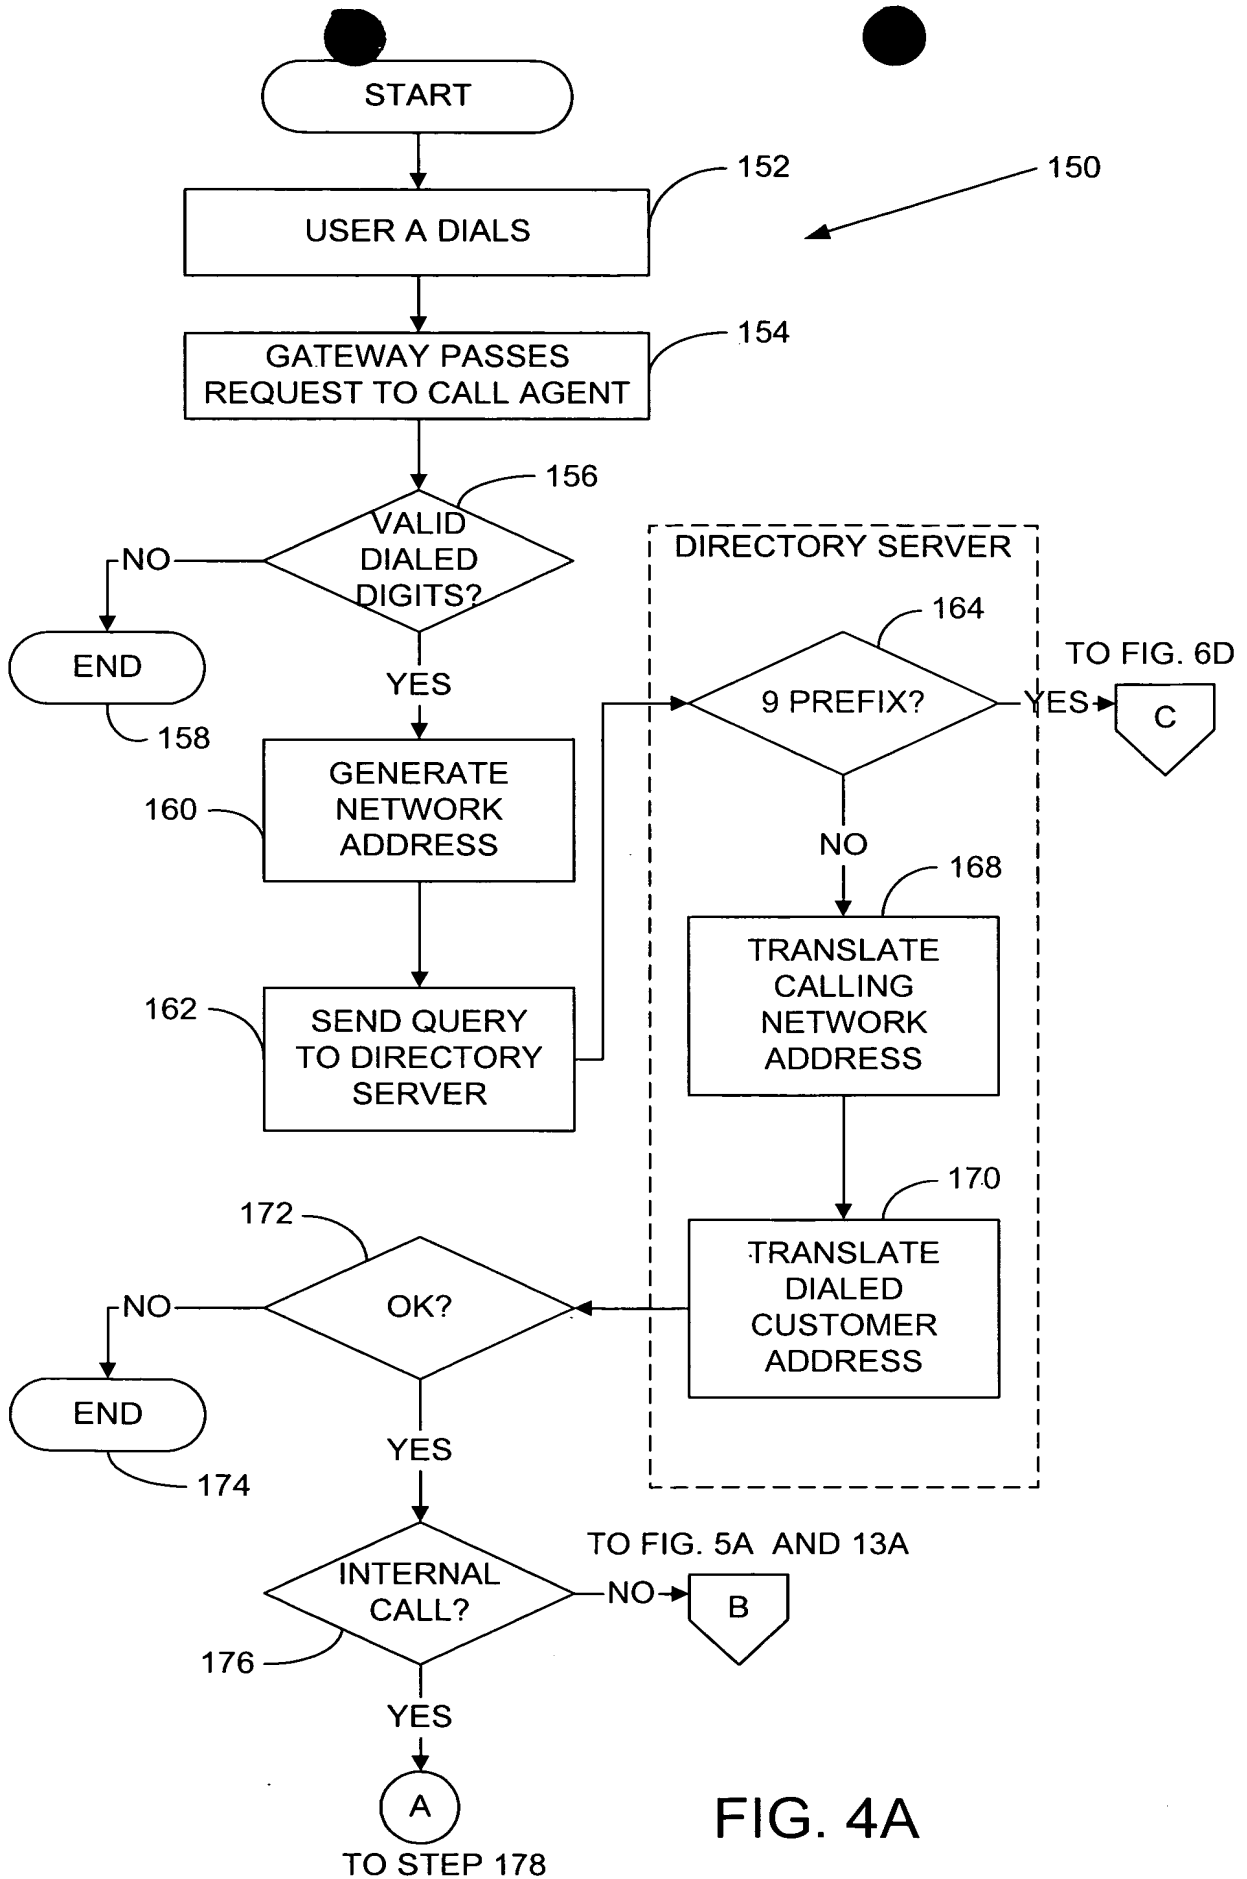 START
152
150
USER A DIALS
154
GATEWAY PASSES
REQUEST TO CALL AGENT
156
VALID
DIALED
DIGITS?
NO
END
158
YES
DIRECTORY SERVER
164
9 PREFIX?
TO FIG. 6D
YES
C
GENERATE
NETWORK
ADDRESS
160
NO
168
TRANSLATE
CALLING
NETWORK
ADDRESS
162
SEND QUERY
TO DIRECTORY
SERVER
170
TRANSLATE
DIALED
CUSTOMER
ADDRESS
172
OK?
NO
END
174
YES
TO FIG. 5A AND 13A
INTERNAL
CALL?
NO
B
176
YES
A
TO STEP 178
FIG. 4A